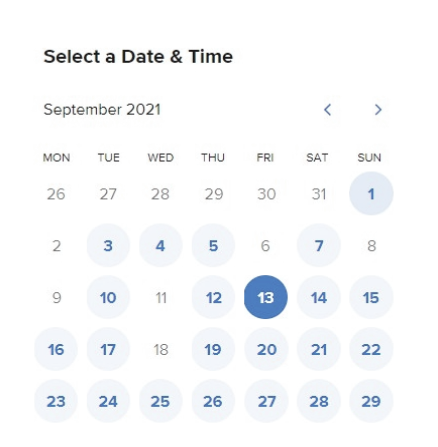 Select a Date & Time
September 2021
MON TUE WED THU FRI SAT SUN
26 27 28 29 30 31 1
2 3 4 5 6 7 8
9 10 11 12 13 14 15
16 17 18 19 20 21 22
23 24 25 26 27 28 29